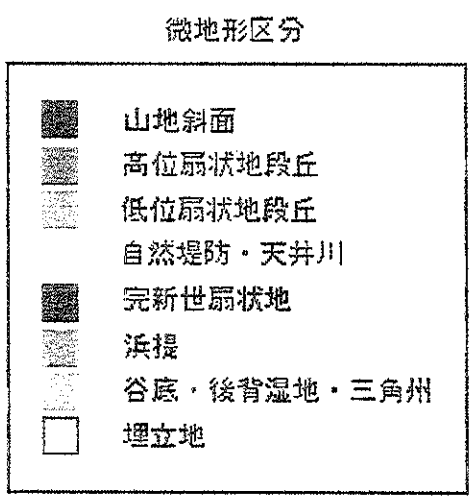 微地形区分
山地斜面
高位扇状地段丘
低位扇状地段丘
自然堤防・天井川
完新世扇状地
浜提
谷底・後背湿地・三角州
埋立地